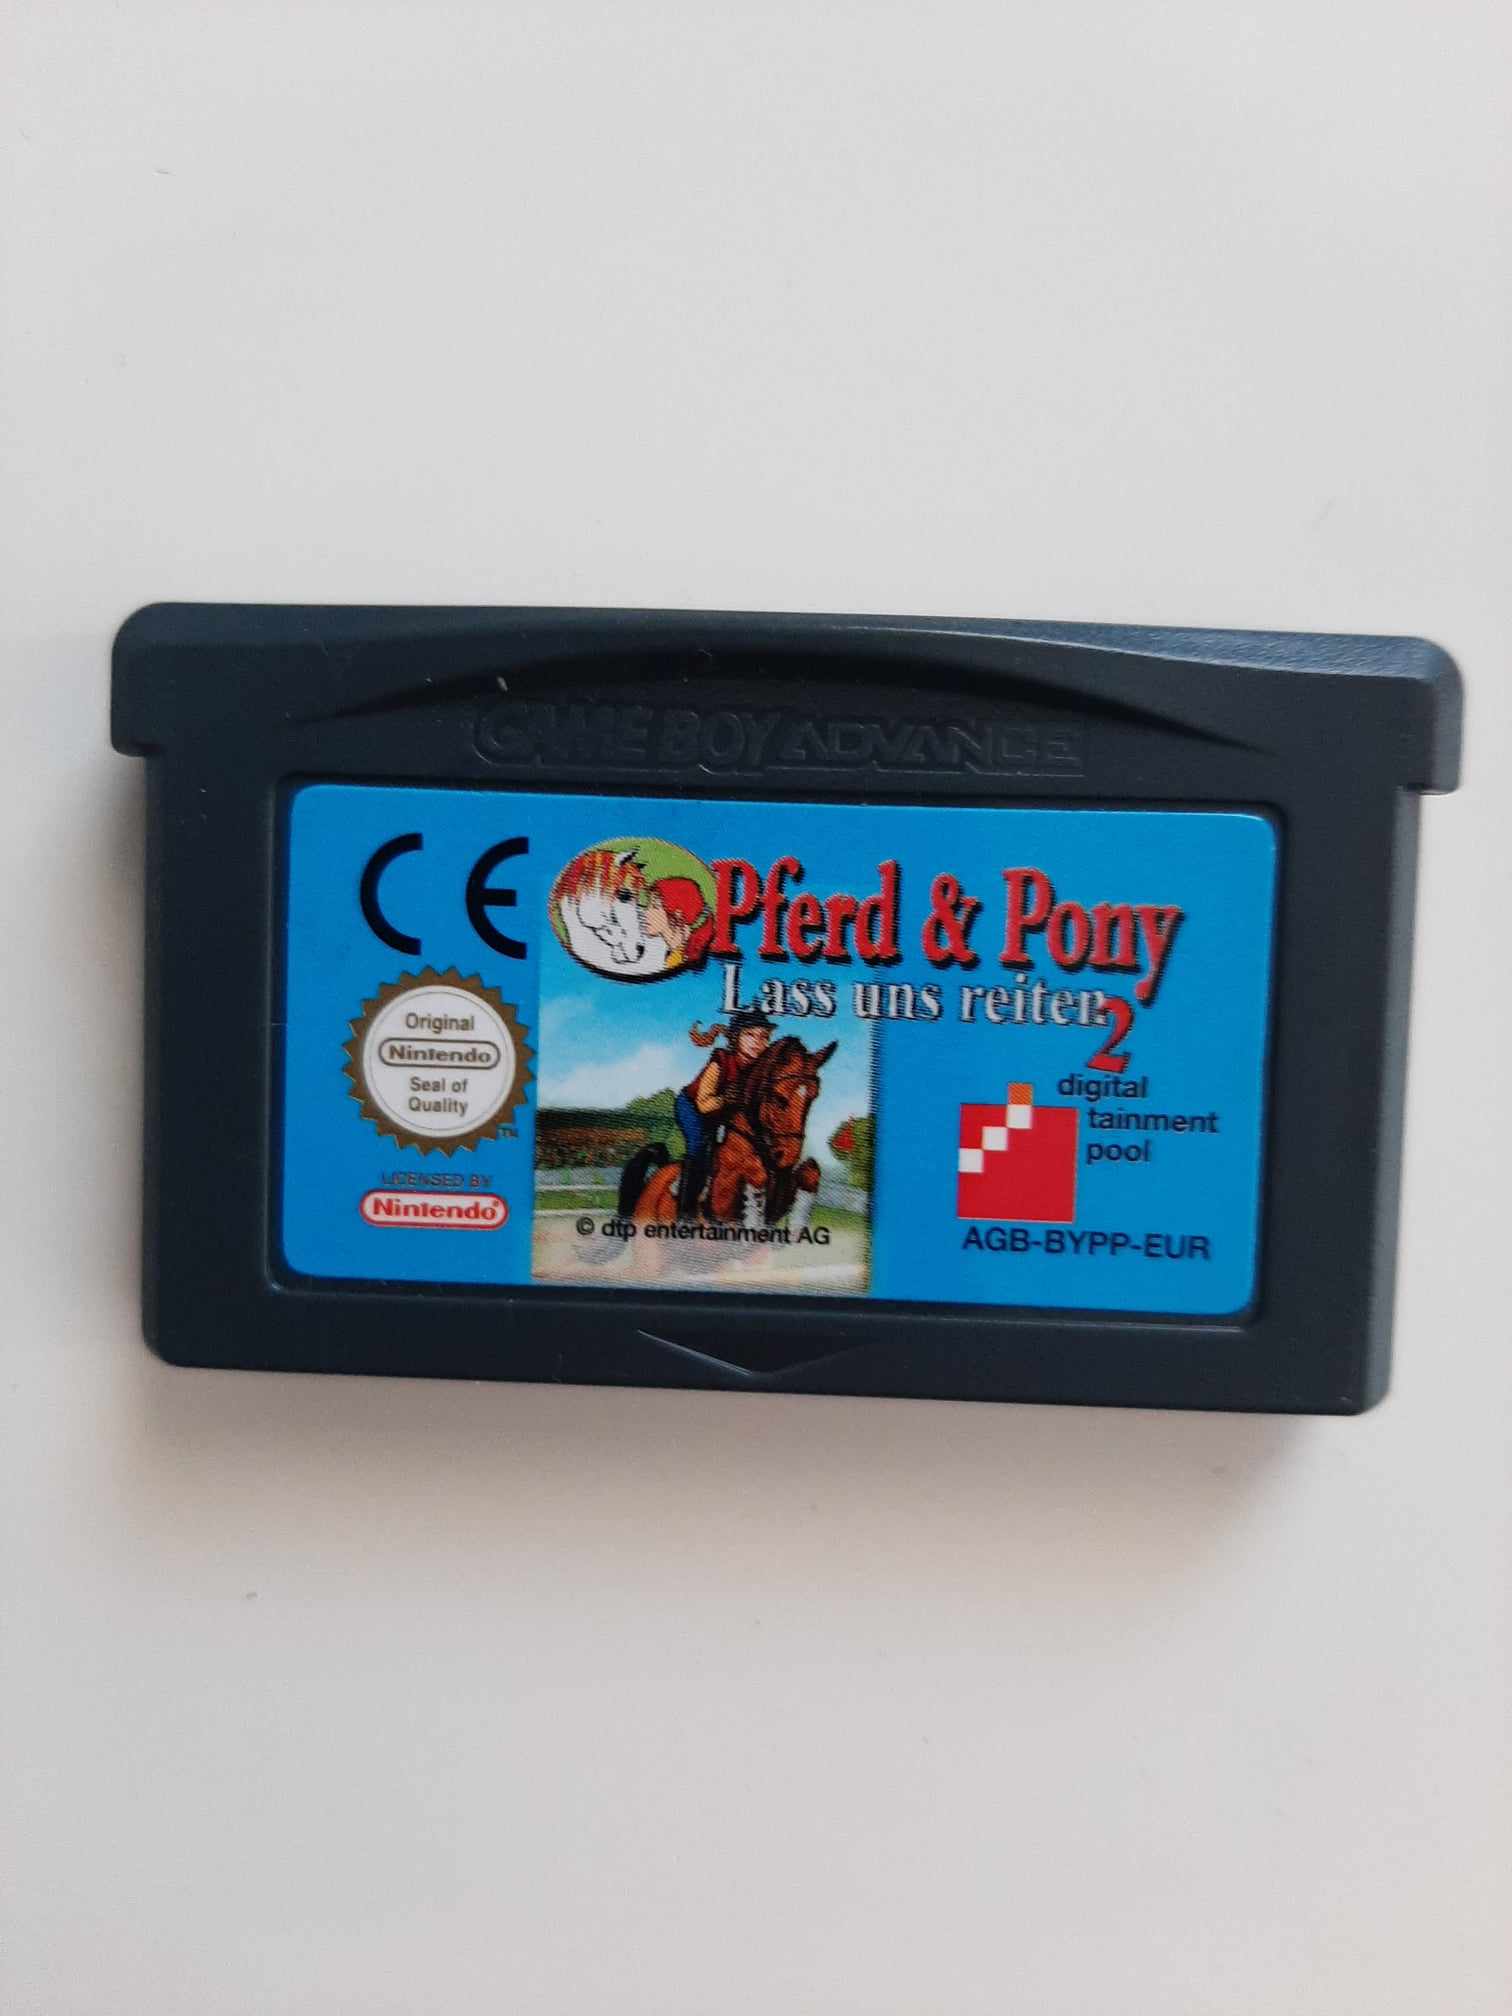 GAME BOY ADVANCE
CE
Pferd & Pony
Lass uns reiten 2
Original
Nintendo
Seal of
Quality
TM
LICENSED BY
Nintendo®
© dtp entertainment AG
digital
tainment
pool
AGB-BYPP-EUR